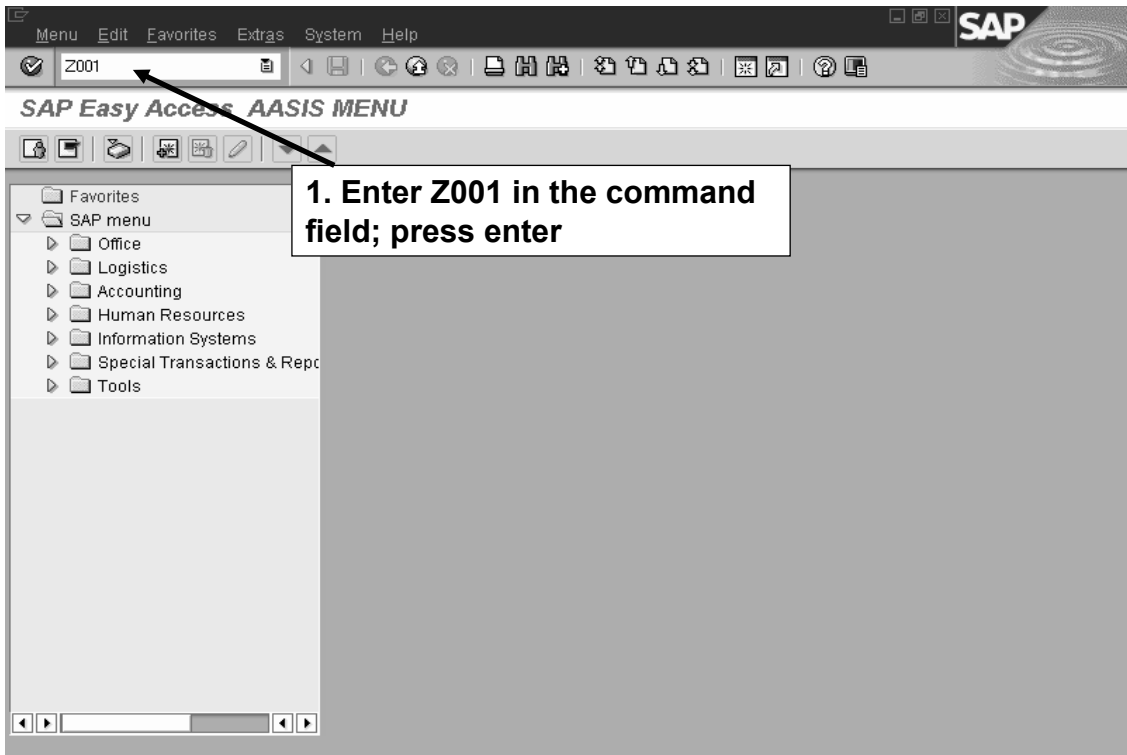 Menu Edit Favorites Extras System Help
SAP
Z001
SAP Easy Access AASIS MENU
1. Enter Z001 in the command
field; press enter
Favorites
SAP menu
Office
Logistics
Accounting
Human Resources
Information Systems
Special Transactions & Repo
Tools